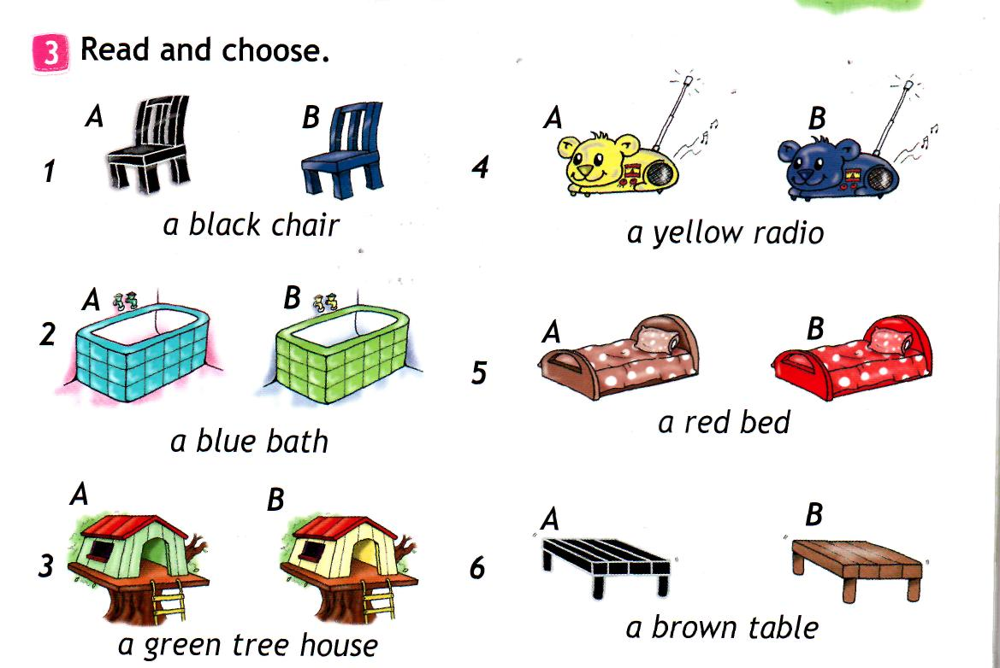 3 Read and choose.
1 A B
a black chair
2 A B
a blue bath
3 A B
a green tree house
4 A B
a yellow radio
5 A B
a red bed
6 A B
a brown table